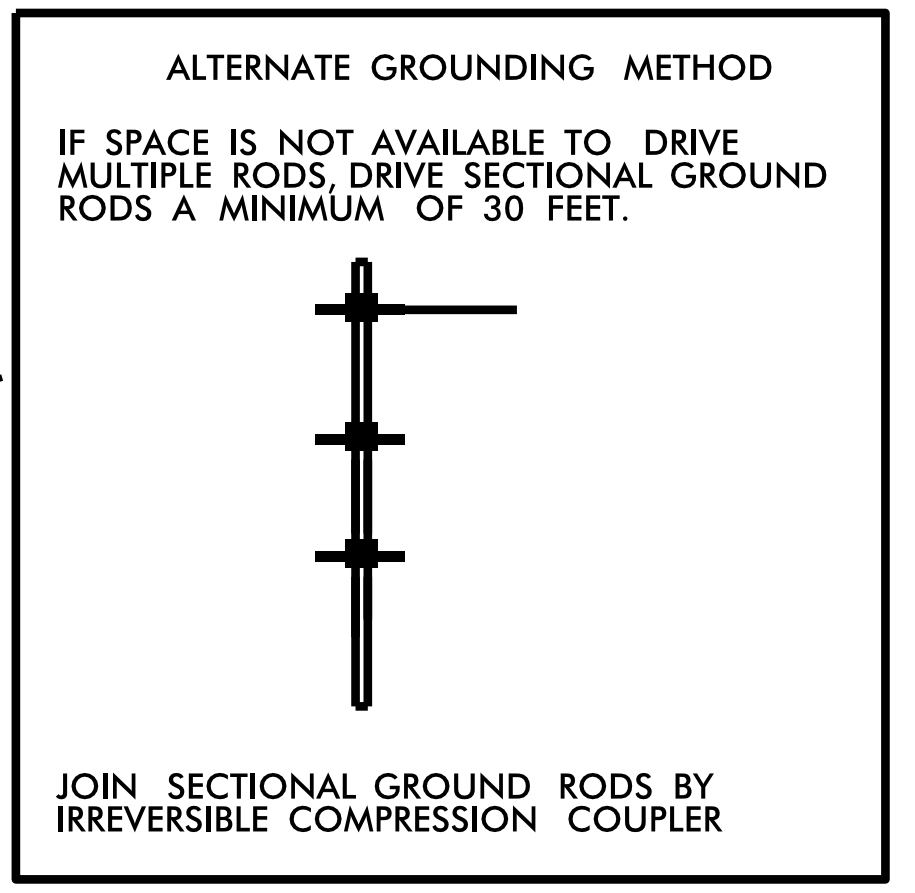 ALTERNATE GROUNDING METHOD
IF SPACE IS NOT AVAILABLE TO DRIVE
MULTIPLE RODS, DRIVE SECTIONAL GROUND
RODS A MINIMUM OF 30 FEET.
JOIN SECTIONAL GROUND RODS BY
IRREVERSIBLE COMPRESSION COUPLER